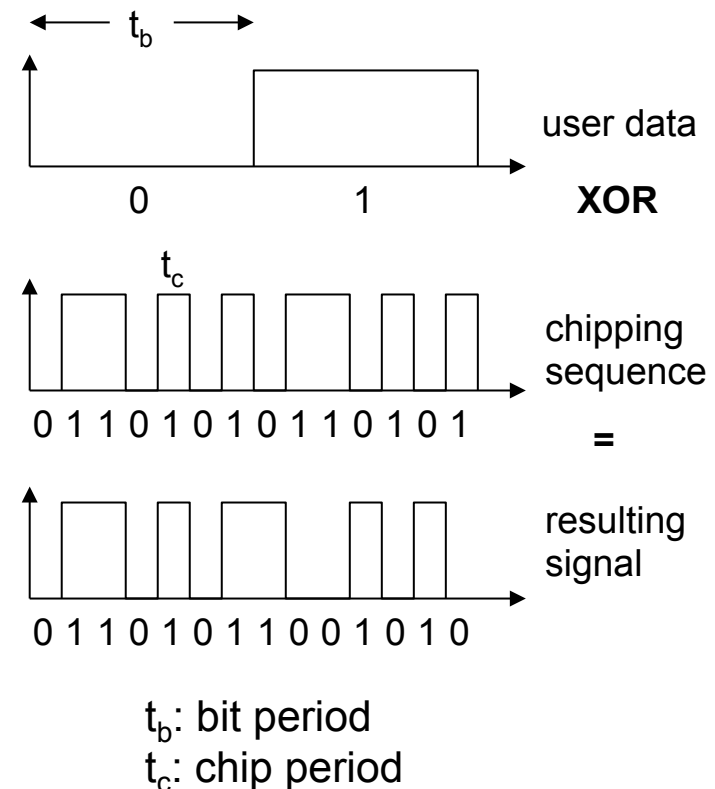 t_b
user data
0 1 XOR
t_c
chipping
sequence
0 1 1 0 1 0 1 0 1 1 0 1 0 1
=
resulting
signal
0 1 1 0 1 0 1 1 0 0 1 0 1 0
t_b: bit period
t_c: chip period